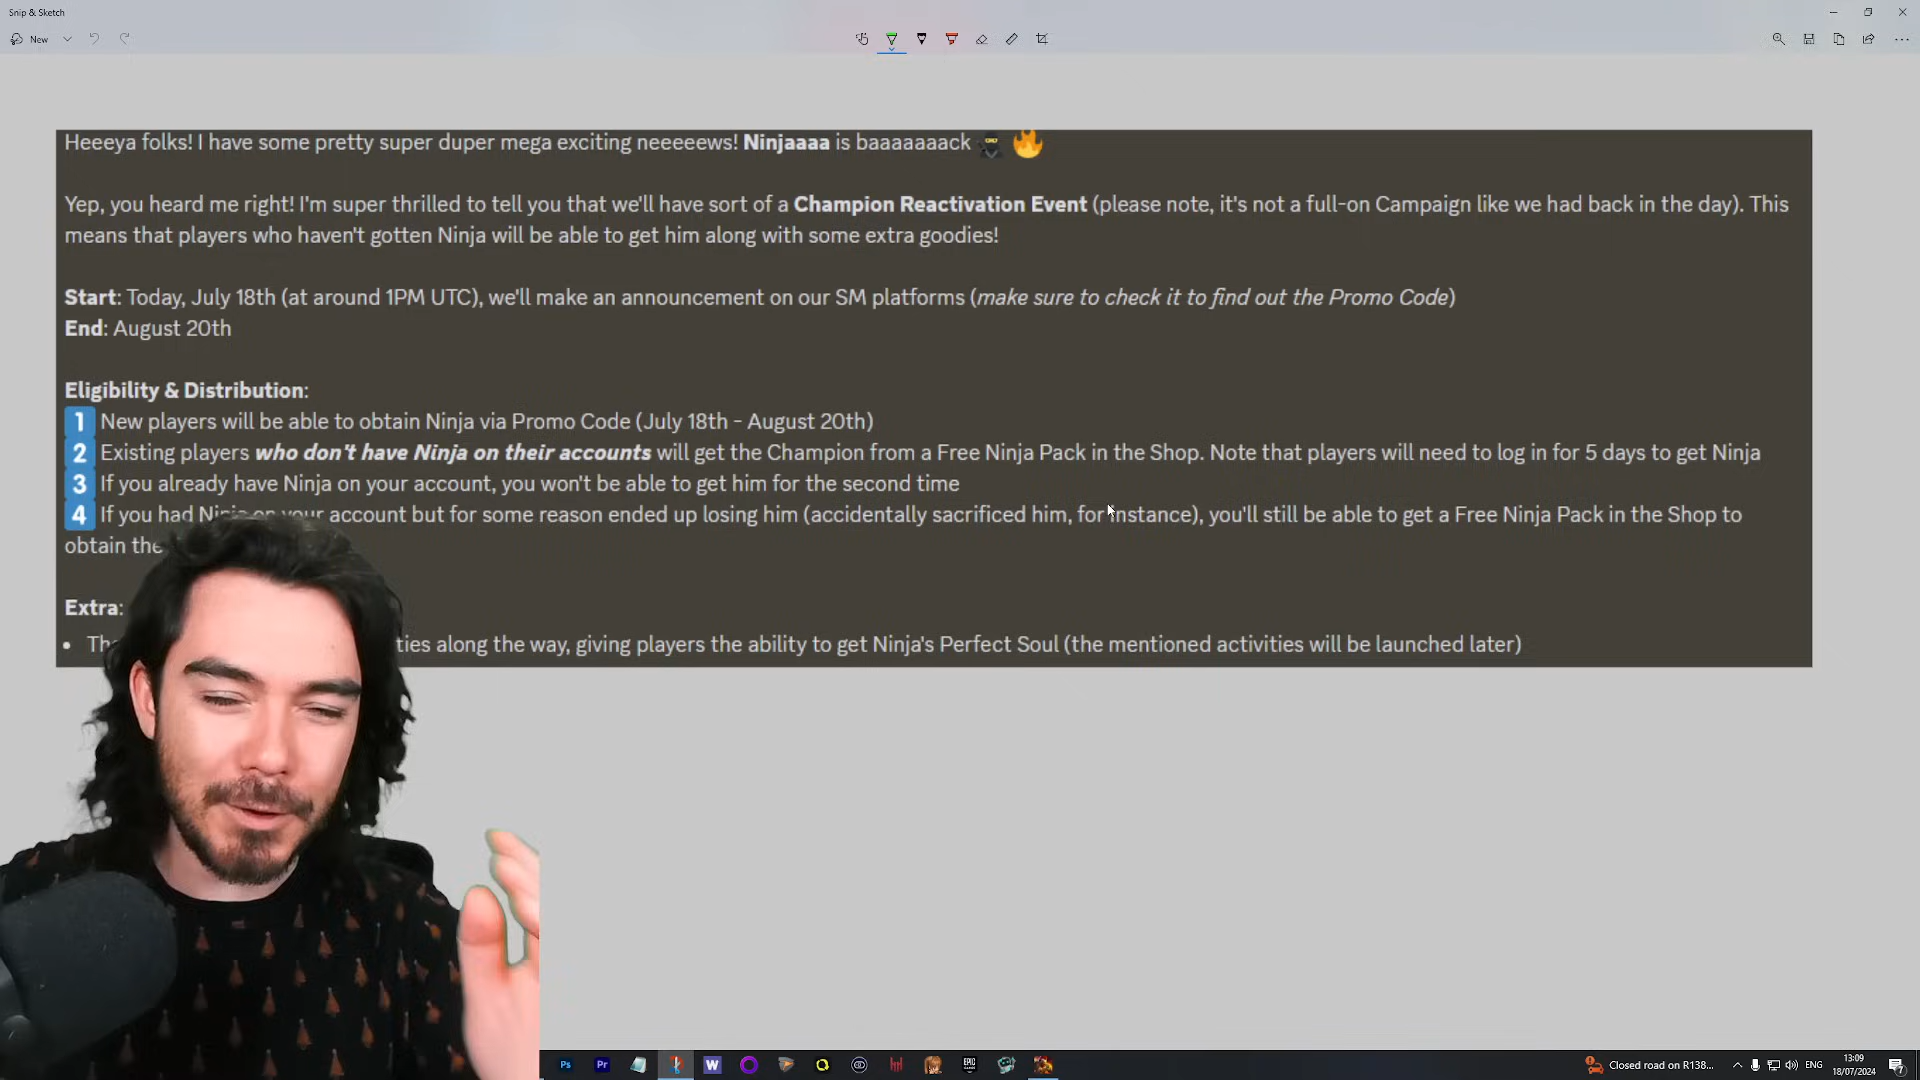 Snip & Sketch
New
Heeeya folks! I have some pretty super duper mega exciting neeeeews! Ninjaaaa is baaaaaaack
Yep, you heard me right! I'm super thrilled to tell you that we'll have sort of a Champion Reactivation Event (please note, it's not a full-on Campaign like we had back in the day). This
means that players who haven't gotten Ninja will be able to get him along with some extra goodies!
Start: Today, July 18th (at around 1PM UTC), we'll make an announcement on our SM platforms (make sure to check it to find out the Promo Code)
End: August 20th
Eligibility & Distribution:
1 New players will be able to obtain Ninja via Promo Code (July 18th - August 20th)
2 Existing players who don't have Ninja on their accounts will get the Champion from a Free Ninja Pack in the Shop. Note that players will need to log in for 5 days to get Ninja
3 If you already have Ninja on your account, you won't be able to get him for the second time
4 If you had Ninja on your account but for some reason ended up losing him (accidentally sacrificed him, for instance), you'll still be able to get a Free Ninja Pack in the Shop to
obtain the
Extra:
along the way, giving players the ability to get Ninja's Perfect Soul (the mentioned activities will be launched later)
Ps Pr W EPIC GAMES
Closed road on R138... ENG 13:09
18/07/2024
7